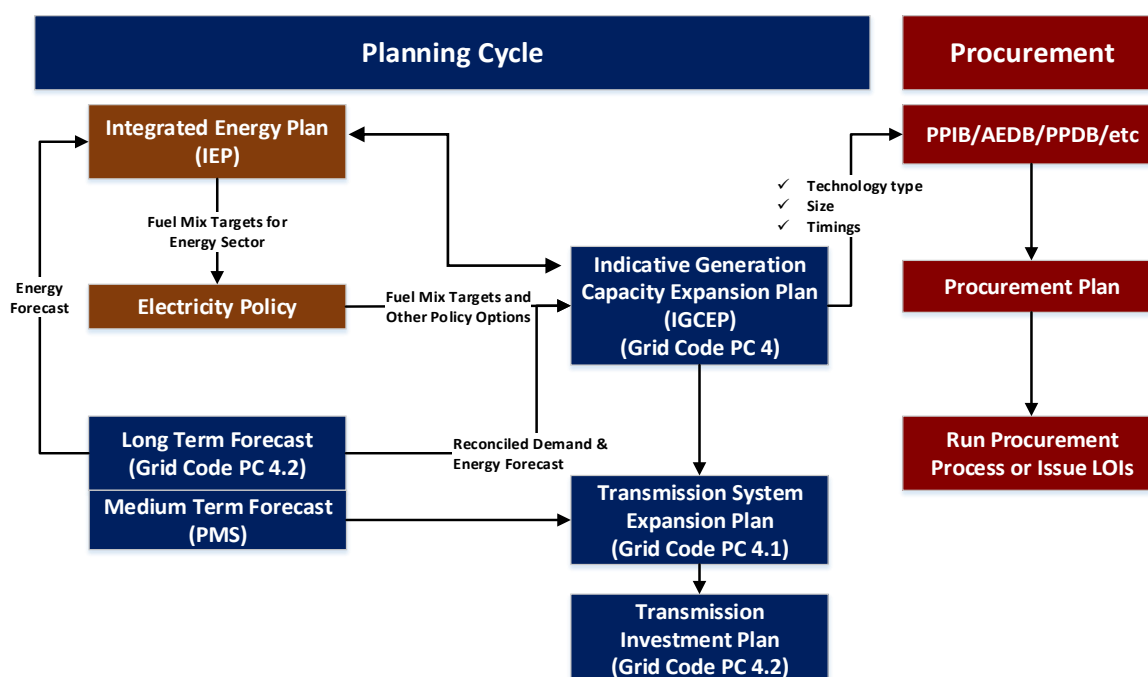 Planning Cycle
Procurement
Integrated Energy Plan
(IEP)
PPIB/AEDB/PPDB/etc
✓ Technology type
✓ Size
✓ Timings
Fuel Mix Targets for
Energy Sector
Energy
Forecast
Electricity Policy
Fuel Mix Targets and
Other Policy Options
Indicative Generation
Capacity Expansion Plan
(IGCEP)
(Grid Code PC 4)
Procurement Plan
Long Term Forecast
(Grid Code PC 4.2)
Reconciled Demand &
Energy Forecast
Run Procurement
Process or Issue LOIs
Medium Term Forecast
(PMS)
Transmission System
Expansion Plan
(Grid Code PC 4.1)
Transmission
Investment Plan
(Grid Code PC 4.2)